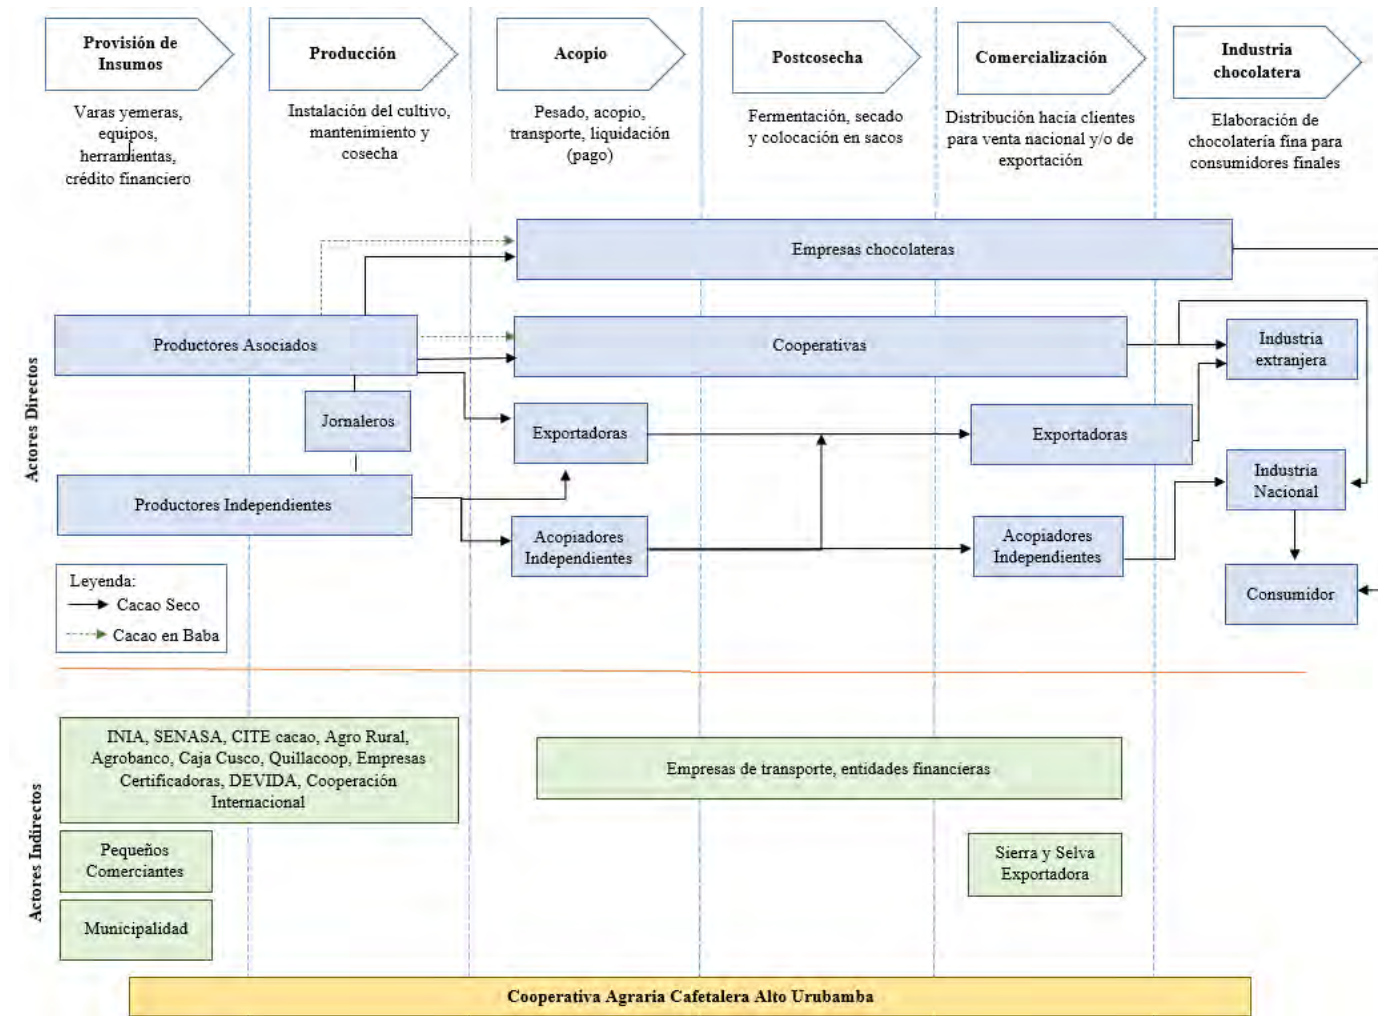 Provisión de
Insumos
Producción
Acopio
Postcosecha
Comercialización
Industria
chocolatera
Varas yemeras,
equipos,
herramientas,
crédito financiero
Instalación del cultivo,
mantenimiento y
cosecha
Pesado, acopio,
transporte, liquidación
(pago)
Fermentación, secado
y colocación en sacos
Distribución hacia clientes
para venta nacional y/o de
exportación
Elaboración de
chocolatería fina para
consumidores finales
Actores Directos
Empresas chocolateras
Productores Asociados
Cooperativas
Industria
extranjera
Jornaleros
Exportadoras
Exportadoras
Productores Independientes
Industria
Nacional
Acopiadores
Independientes
Acopiadores
Independientes
Consumidor
Leyenda:
Cacao Seco
Cacao en Baba
Actores Indirectos
INIA, SENASA, CITE cacao, Agro Rural,
Agrobanco, Caja Cusco, Quillacoop, Empresas
Certificadoras, DEVIDA, Cooperación
Internacional
Empresas de transporte, entidades financieras
Pequeños
Comerciantes
Sierra y Selva
Exportadora
Municipalidad
Cooperativa Agraria Cafetalera Alto Urubamba